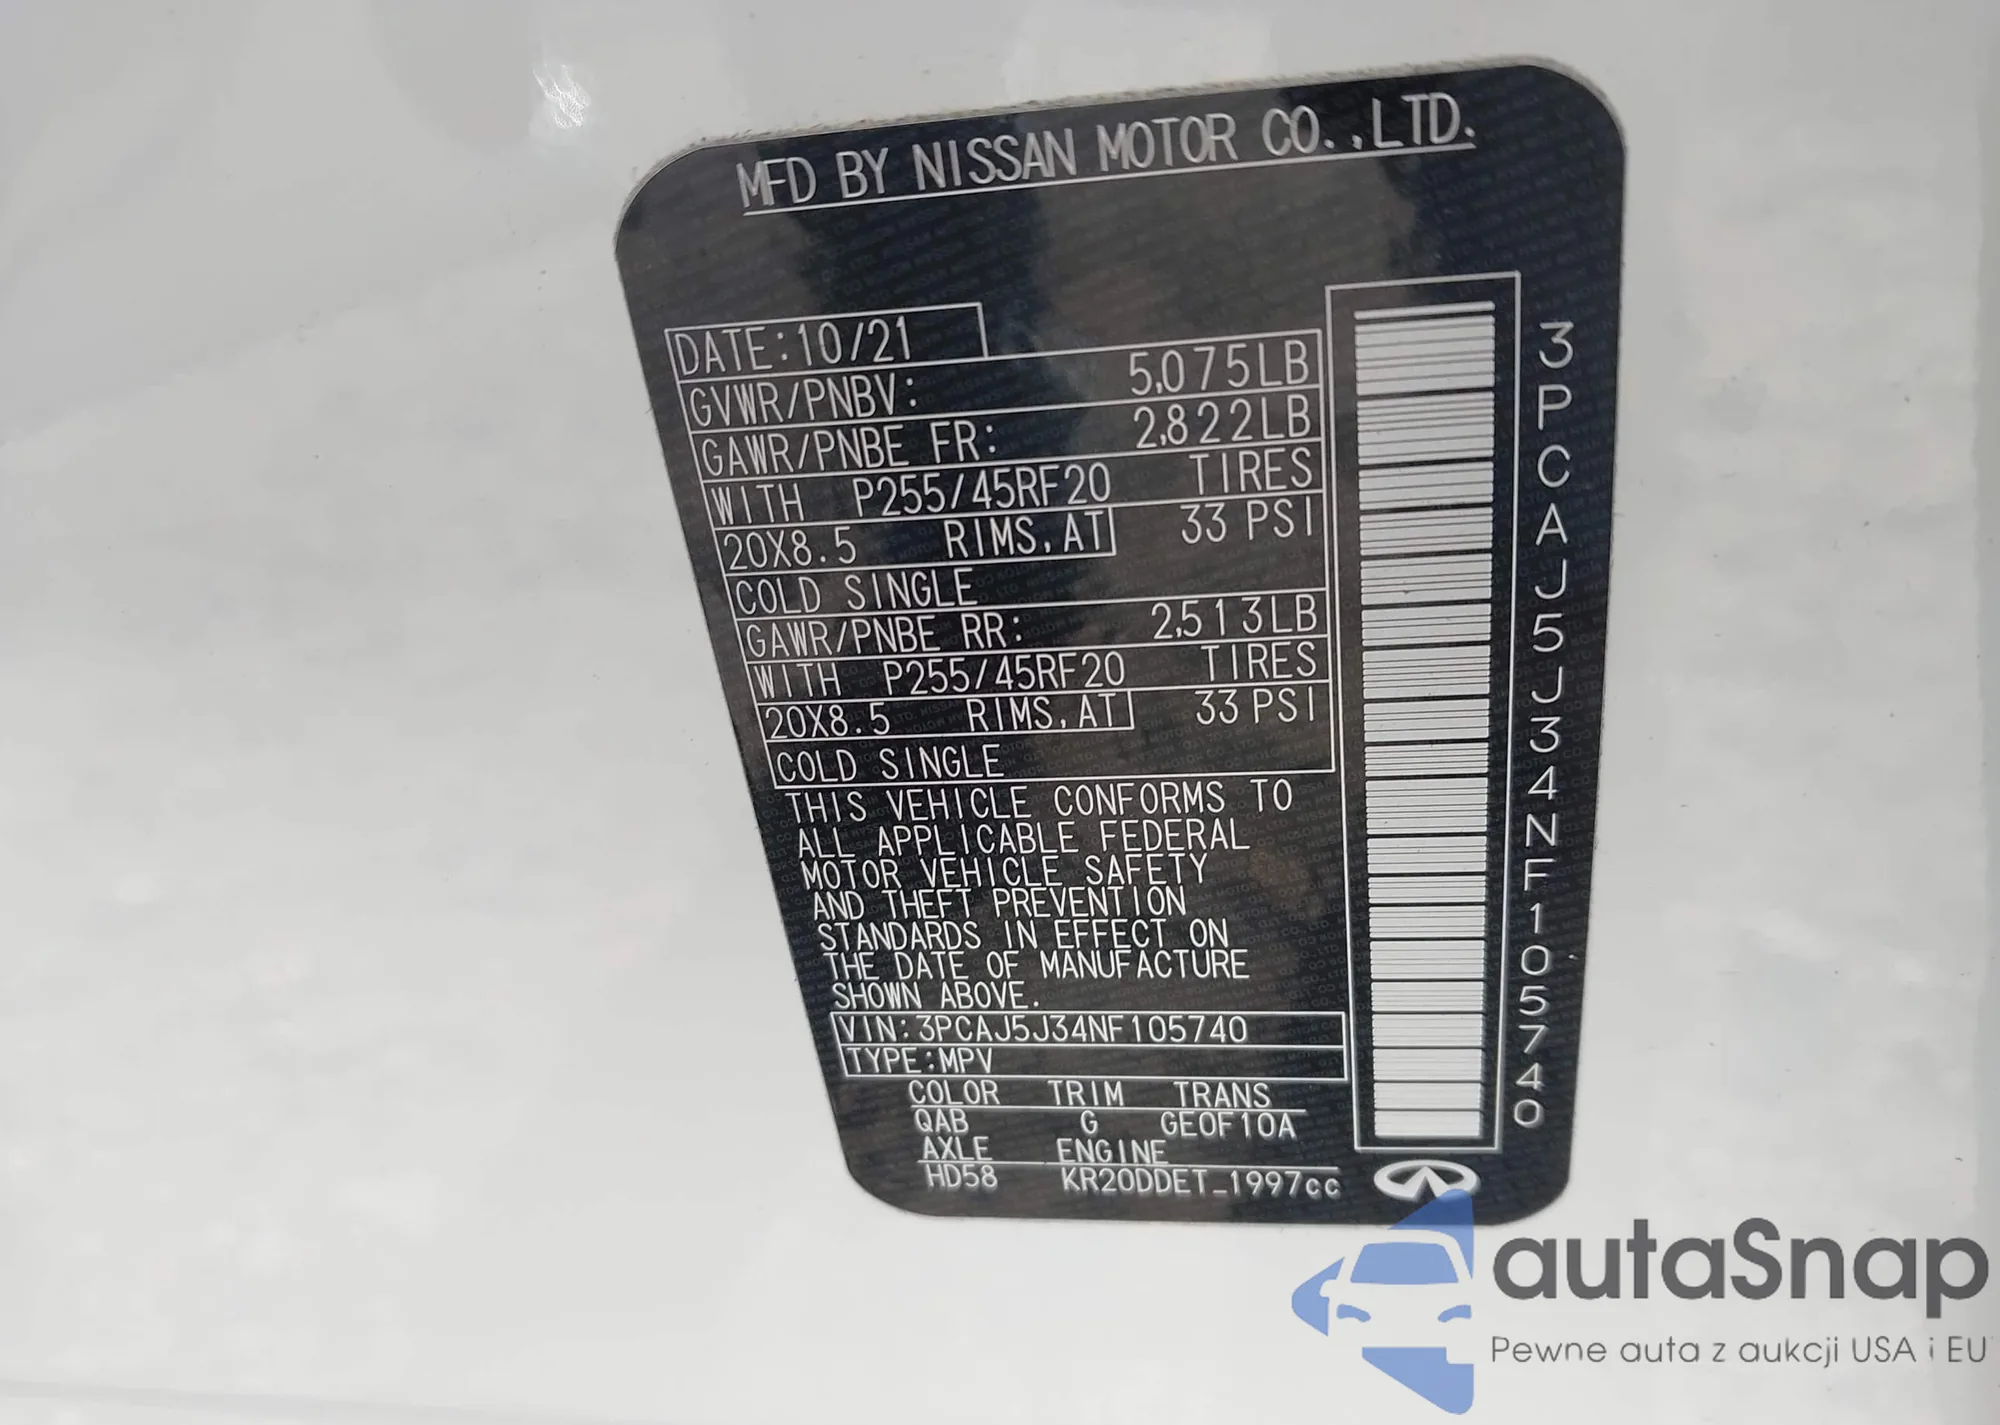 MFD BY NISSAN MOTOR CO.,LTD.
DATE:10/21
GVWR/PNBV: 5,075LB
GAWR/PNBE FR: 2,822LB
WITH P255/45RF20 TIRES
20X8.5 RIMS,AT 33 PSI
COLD SINGLE
GAWR/PNBE RR: 2,513LB
WITH P255/45RF20 TIRES
20X8.5 RIMS,AT 33 PSI
COLD SINGLE
THIS VEHICLE CONFORMS TO
ALL APPLICABLE FEDERAL
MOTOR VEHICLE SAFETY
AND THEFT PREVENTION
STANDARDS IN EFFECT ON
THE DATE OF MANUFACTURE
SHOWN ABOVE.
VIN:3PCAJ5J34NF105740
TYPE:MPV
COLOR TRIM TRANS
QAB G GE0F10A
AXLE ENGINE
HD58 KR20DDET_1997cc
3PCAJ5J34NF105740
autaSnap
Pewne auta z aukcji USA i EU